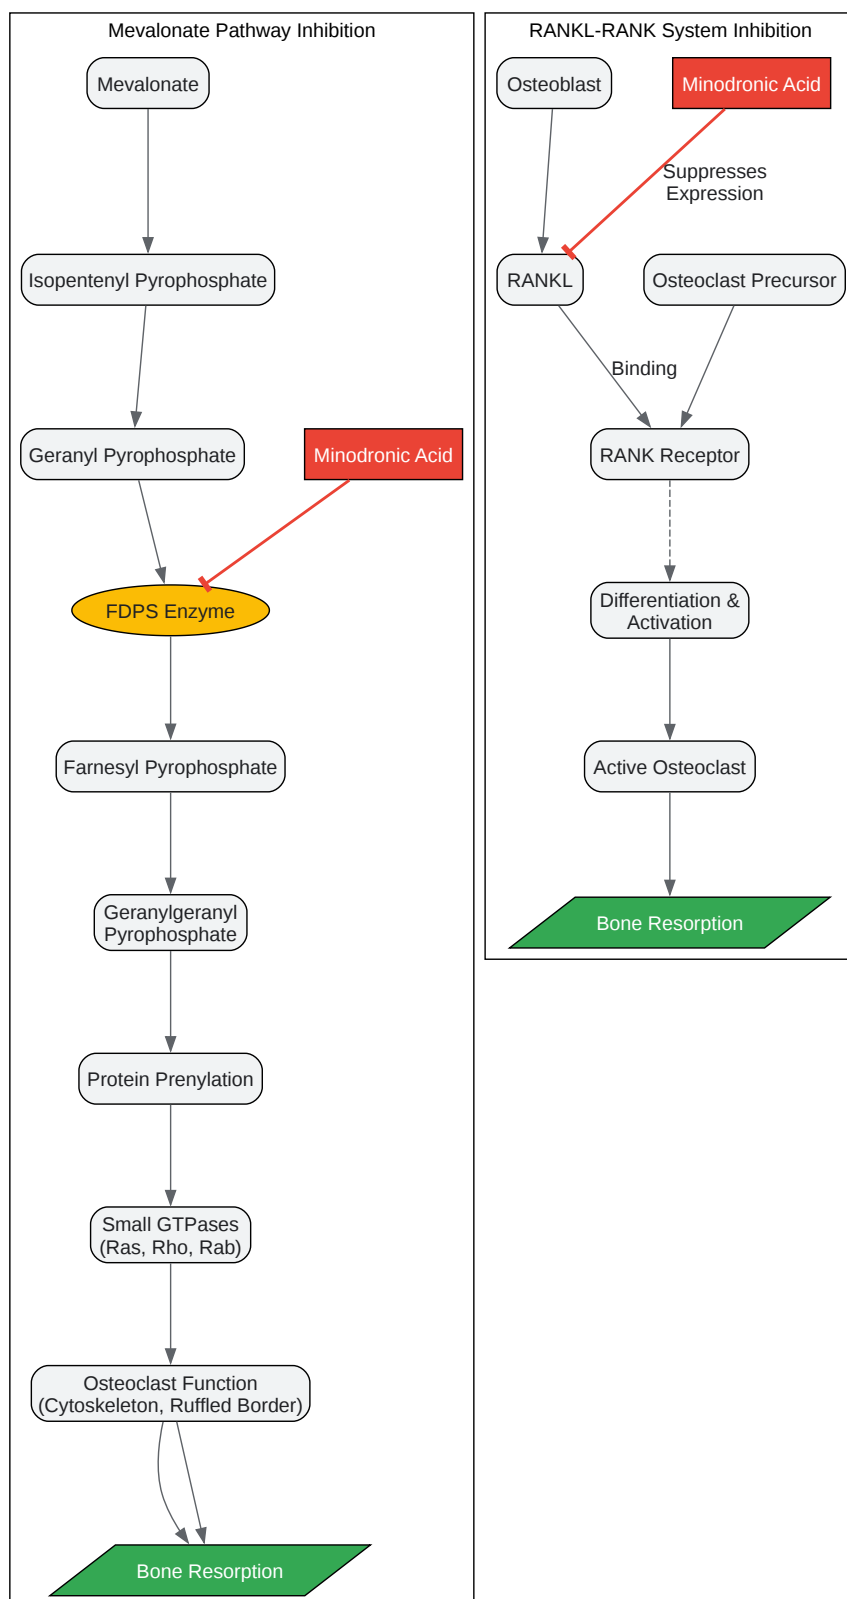 Mevalonate Pathway Inhibition
Mevalonate
Isopentenyl Pyrophosphate
Geranyl Pyrophosphate
Minodronic Acid
FDPS Enzyme
Farnesyl Pyrophosphate
Geranylgeranyl
Pyrophosphate
Protein Prenylation
Small GTPases
(Ras, Rho, Rab)
Osteoclast Function
(Cytoskeleton, Ruffled Border)
Bone Resorption
RANKL-RANK System Inhibition
Osteoblast
Minodronic Acid
Suppresses
Expression
RANKL
Osteoclast Precursor
Binding
RANK Receptor
Differentiation &
Activation
Active Osteoclast
Bone Resorption